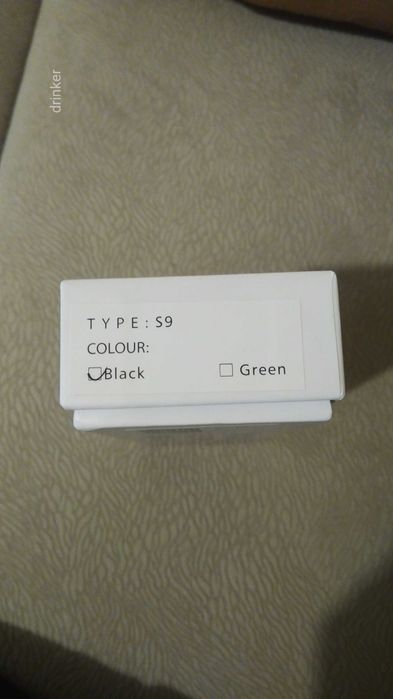 drinker
TYPE: S9
COLOUR:
Black Green